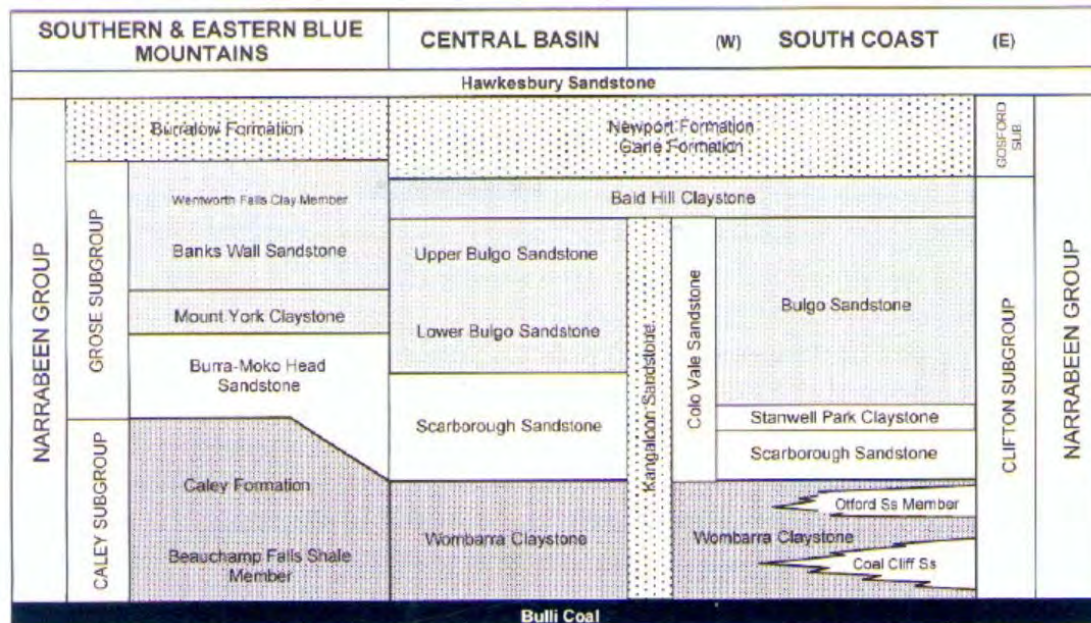 SOUTHERN & EASTERN BLUE
MOUNTAINS
CENTRAL BASIN
(W) SOUTH COAST (E)
Hawkesbury Sandstone
NARRABEEN GROUP
Burralow Formation
GROSE SUBGROUP
Wentworth Falls Clay Member
Banks Wall Sandstone
Mount York Claystone
Burra-Moko Head
Sandstone
CALEY SUBGROUP
Caley Formation
Beauchamp Falls Shale
Member
Newport Formation
Garie Formation
Bald Hill Claystone
Upper Bulgo Sandstone
Lower Bulgo Sandstone
Scarborough Sandstone
Wombarra Claystone
Kangaloon Sandstone
Colo Vale Sandstone
Bulgo Sandstone
Stanwell Park Claystone
Scarborough Sandstone
Otford Ss Member
Wombarra Claystone
Coal Cliff Ss
GOSFORD
SUB.
CLIFTON SUBGROUP
NARRABEEN GROUP
Bulli Coal